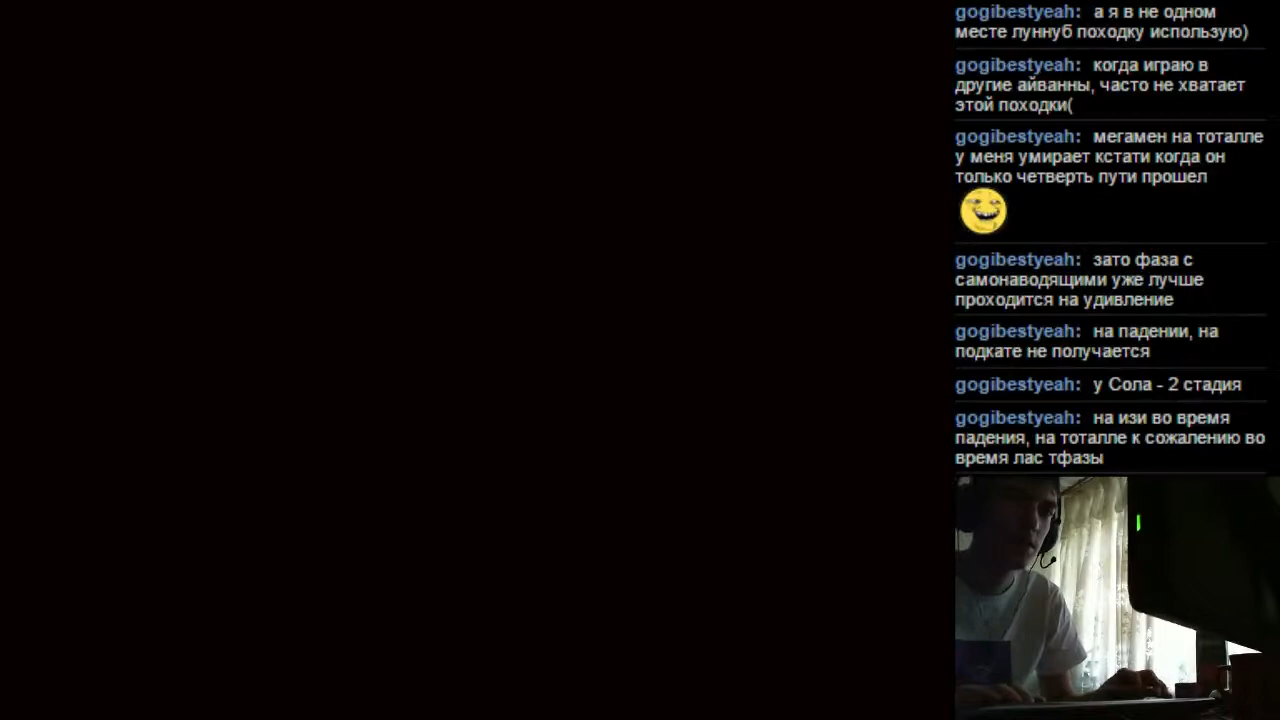 gogibestyeah: а я в не одном
месте луннуб походку использую)
gogibestyeah: когда играю в
другие айванны, часто не хватает
этой походки(
gogibestyeah: мегамен на тоталле
у меня умирает кстати когда он
только четверть пути прошел
gogibestyeah: зато фаза с
самонаводящими уже лучше
проходится на удивление
gogibestyeah: на падении, на
подкате не получается
gogibestyeah: у Сола - 2 стадия
gogibestyeah: на изи во время
падения, на тоталле к сожалению во
время лас тфазы